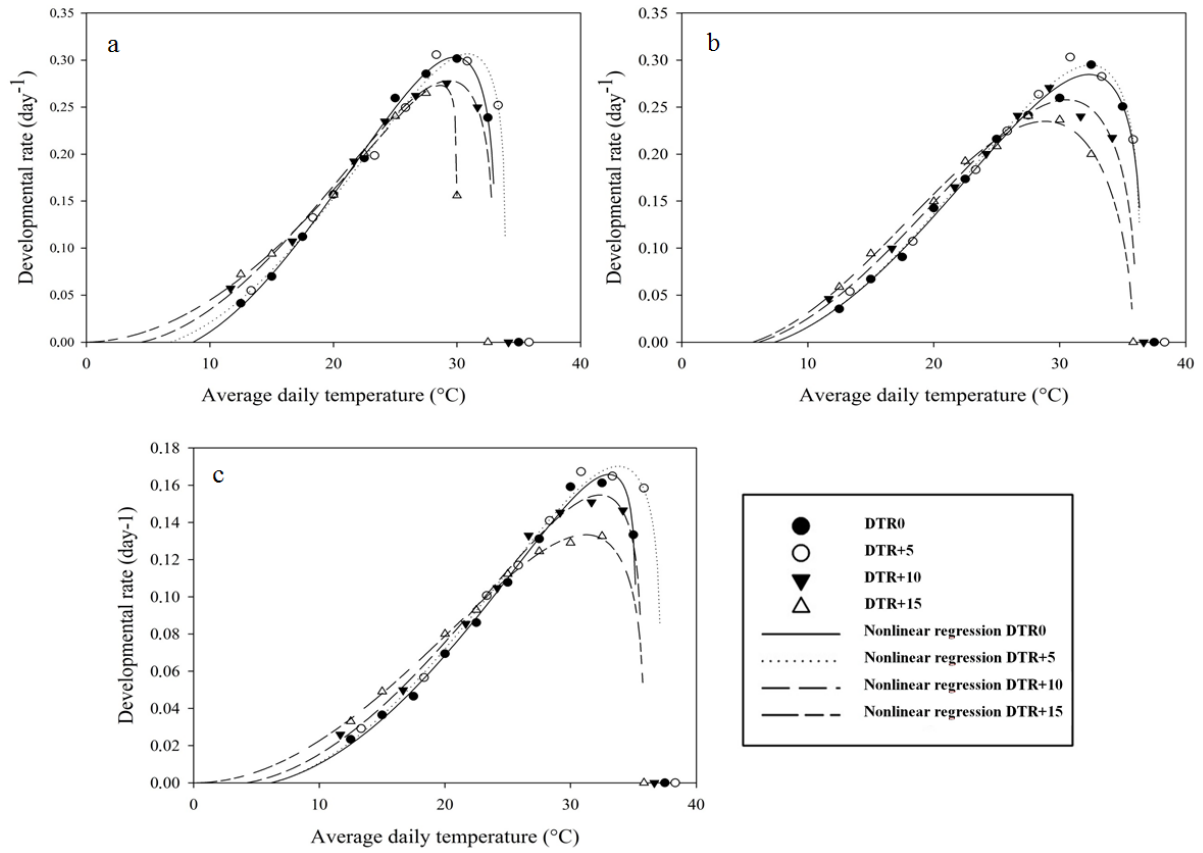 a
0.35
0.30
0.25
0.20
0.15
0.10
0.05
0.00
Developmental rate (day-1)
0 10 20 30 40
Average daily temperature (°C)
b
0.35
0.30
0.25
0.20
0.15
0.10
0.05
0.00
Developmental rate (day-1)
0 10 20 30 40
Average daily temperature (°C)
c
0.18
0.16
0.14
0.12
0.10
0.08
0.06
0.04
0.02
0.00
Developmental rate (day-1)
0 10 20 30 40
Average daily temperature (°C)
DTR0
DTR+5
DTR+10
DTR+15
Nonlinear regression DTR0
Nonlinear regression DTR+5
Nonlinear regression DTR+10
Nonlinear regression DTR+15